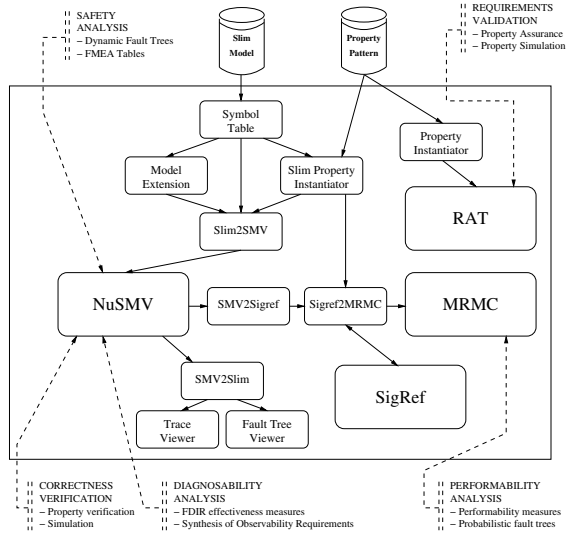 SAFETY
ANALYSIS
– Dynamic Fault Trees
– FMEA Tables
Slim
Model
Property
Pattern
REQUIREMENTS
VALIDATION
– Property Assurance
– Property Simulation
Symbol
Table
Property
Instantiator
Model
Extension
Slim Property
Instantiator
RAT
Slim2SMV
NuSMV
SMV2Sigref
Sigref2MRMC
MRMC
SMV2Slim
SigRef
Trace
Viewer
Fault Tree
Viewer
CORRECTNESS
VERIFICATION
– Property verification
– Simulation
DIAGNOSABILITY
ANALYSIS
– FDIR effectiveness measures
– Synthesis of Observability Requirements
PERFORMABILITY
ANALYSIS
– Performability measures
– Probabilistic fault trees